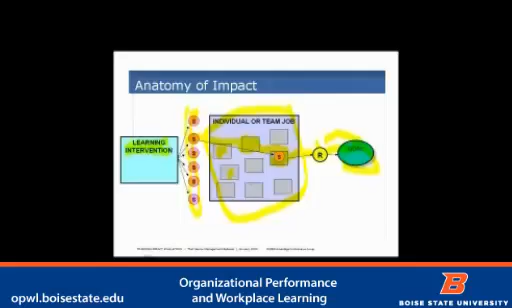 Anatomy of Impact
INDIVIDUAL OR TEAM JOB
LEARNING
INTERVENTION
S
S
S
S
S
S
S
R
opwl.boisestate.edu
Organizational Performance
and Workplace Learning
B
BOISE STATE UNIVERSITY